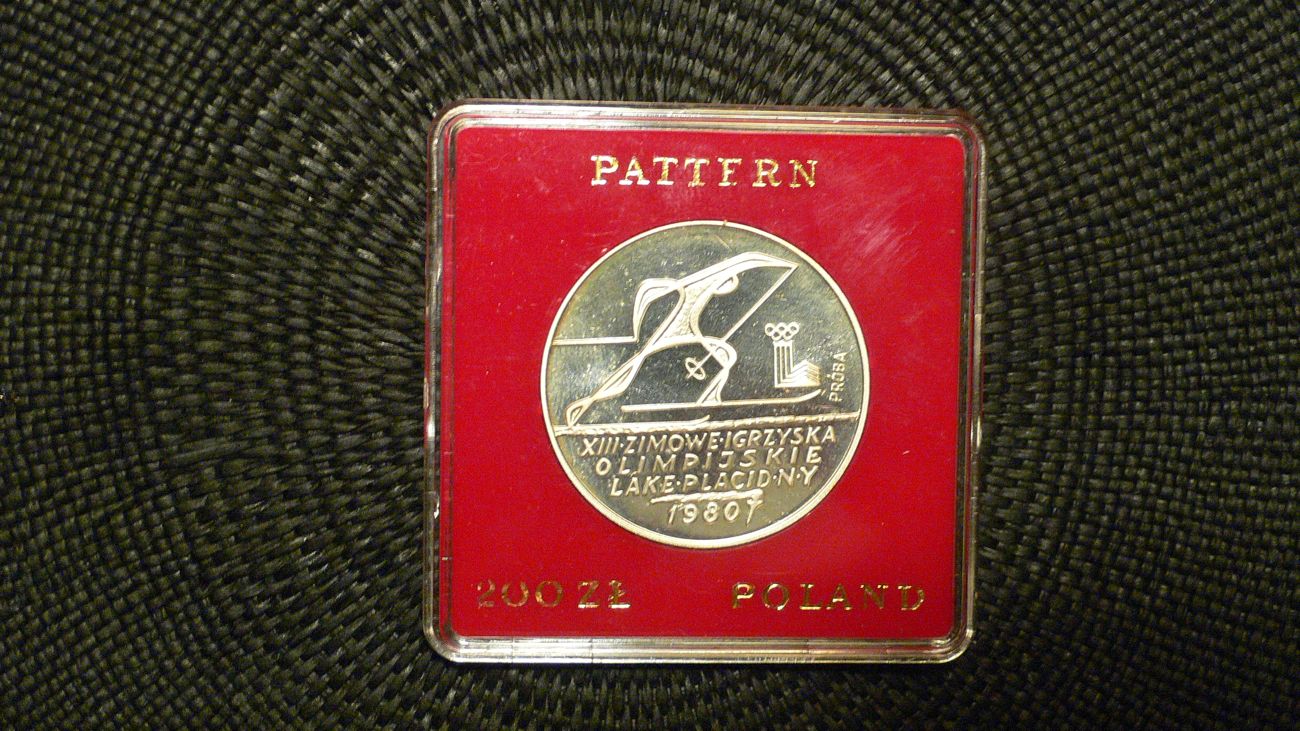 PATTERN
PRÓBA
XIII·ZIMOWE·IGRZYSKA
OLIMPIJSKIE
LAKE·PLACID·N·Y
1980
200 ZŁ POLAND